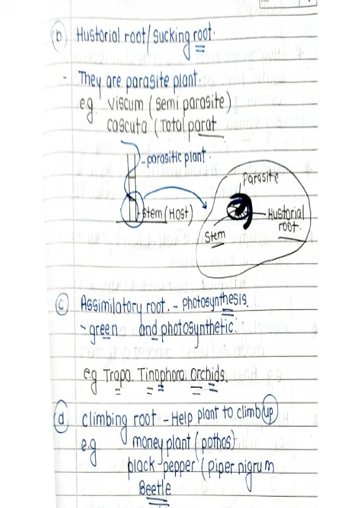 (b) Hustorial root/sucking root.
- They are parasite plant.
eg viscum (semi parasite)
cascuta (Total parat
parasitic plant.
stem (HOST)
Parasite
Hustorial
root.
Stem
(c) Assimilatory root. - photosynthesis.
- green and photosynthetic.
eg Trapa. Tinophora. Orchids.
(d) climbing root - Help plant to climb up
e.g money plant (pothos)
black-pepper (piper nigrum
Beetle